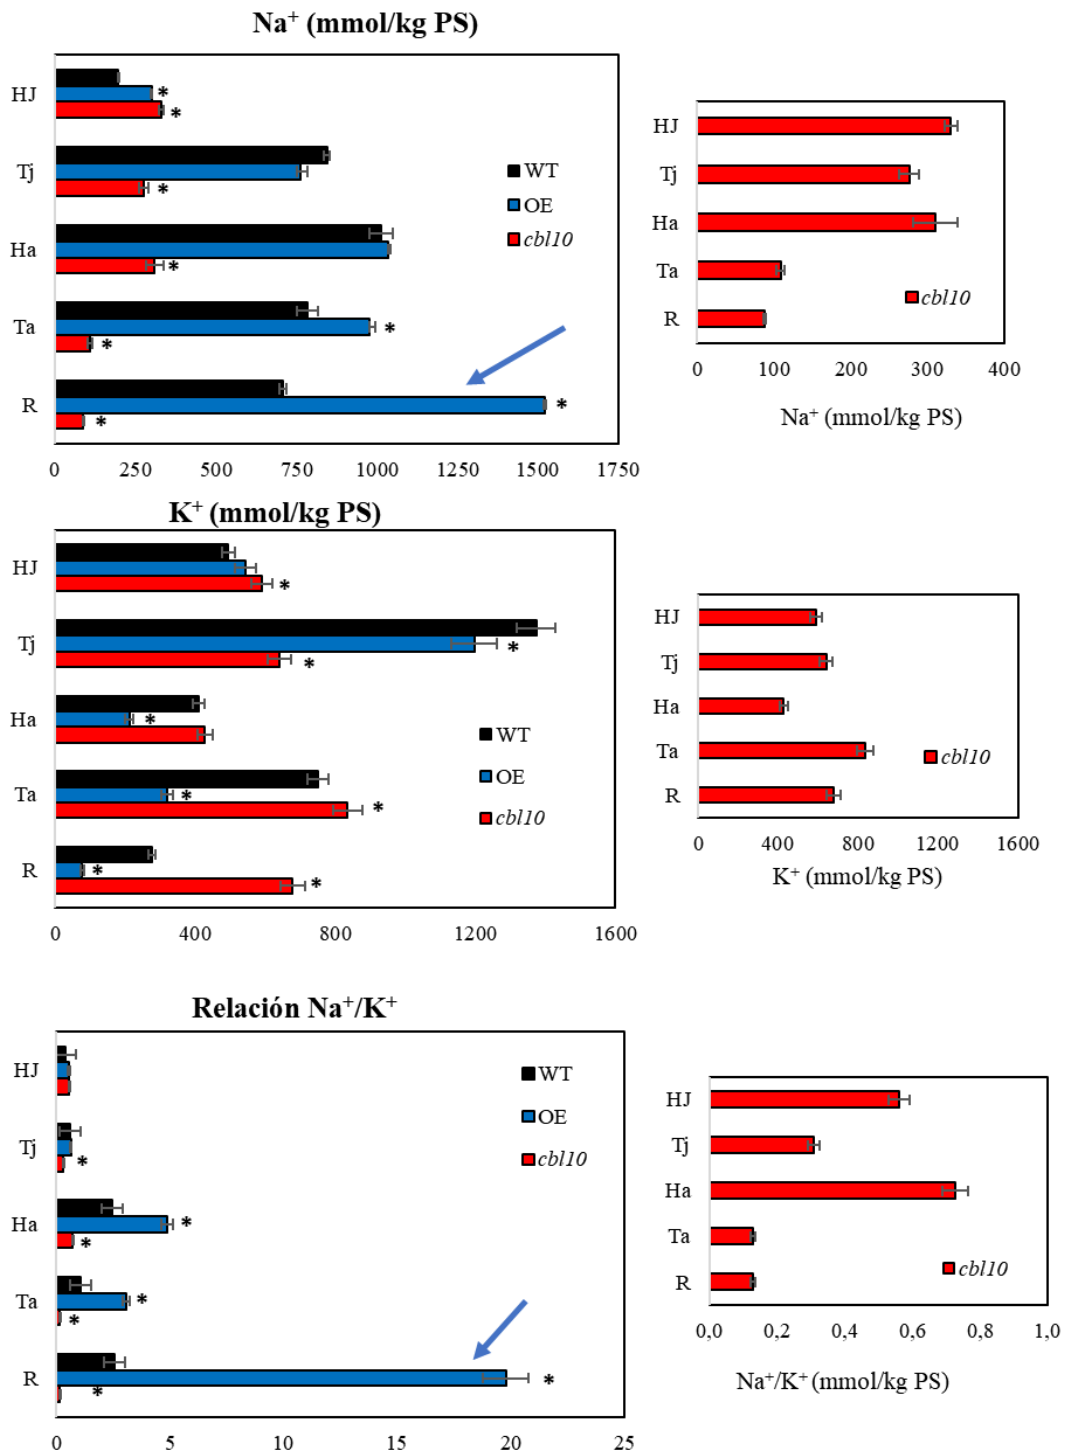 Na⁺ (mmol/kg PS)
HJ
*
*
Tj
*
Ha
*
Ta
*
*
R
*
*
WT
OE
cbl10
0 250 500 750 1000 1250 1500 1750
HJ
Tj
Ha
Ta
R
cbl10
0 100 200 300 400
Na⁺ (mmol/kg PS)
K⁺ (mmol/kg PS)
HJ
*
Tj
*
*
Ha
*
Ta
*
*
R
*
*
WT
OE
cbl10
0 400 800 1200 1600
HJ
Tj
Ha
Ta
R
cbl10
0 400 800 1200 1600
K⁺ (mmol/kg PS)
Relación Na⁺/K⁺
HJ
Tj
*
Ha
*
*
Ta
*
*
R
*
*
WT
OE
cbl10
0 5 10 15 20 25
HJ
Tj
Ha
Ta
R
cbl10
0,0 0,2 0,4 0,6 0,8 1,0
Na⁺/K⁺ (mmol/kg PS)